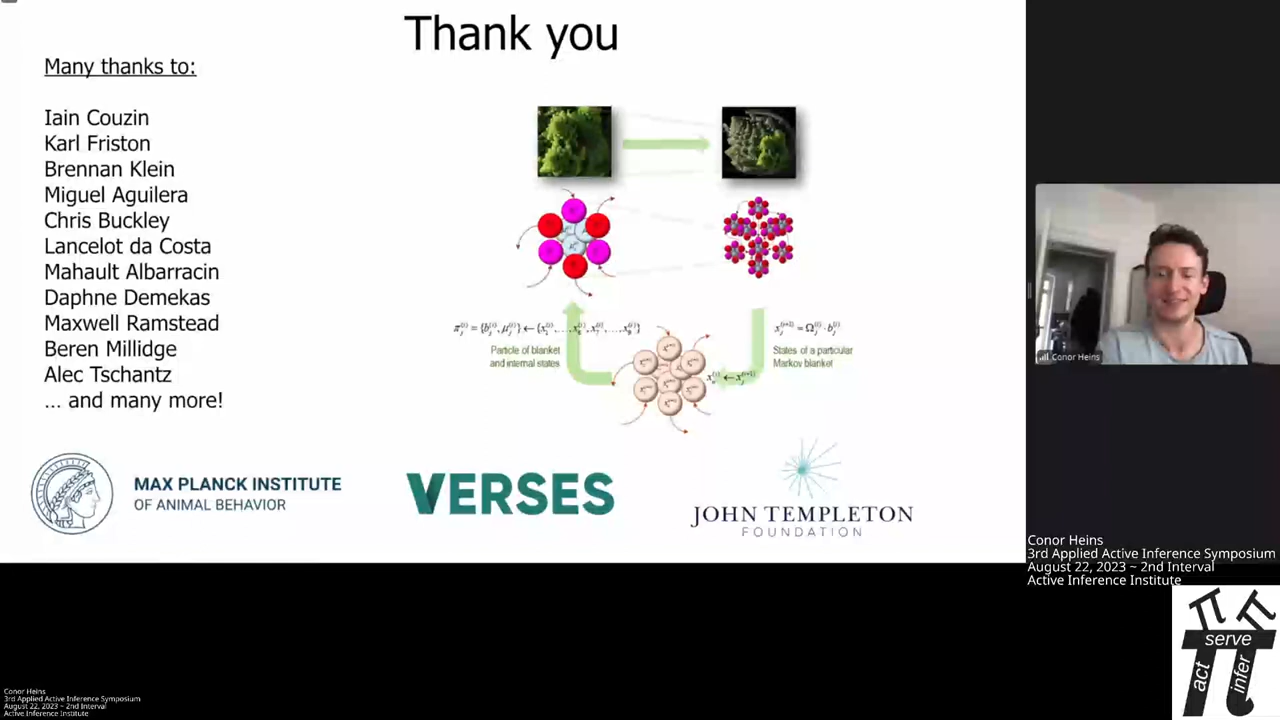 Thank you
Many thanks to:
Iain Couzin
Karl Friston
Brennan Klein
Miguel Aguilera
Chris Buckley
Lancelot da Costa
Mahault Albarracin
Daphne Demekas
Maxwell Ramstead
Beren Millidge
Alec Tschantz
… and many more!
Particle of blanket
and internal states
States of a particular
Markov blanket
MAX PLANCK INSTITUTE
OF ANIMAL BEHAVIOR
VERSES
JOHN TEMPLETON
FOUNDATION
Conor Heins
Conor Heins
3rd Applied Active Inference Symposium
August 22, 2023 ~ 2nd Interval
Active Inference Institute
serve
act
infer
Conor Heins
3rd Applied Active Inference Symposium
August 22, 2023 ~ 2nd Interval
Active Inference Institute